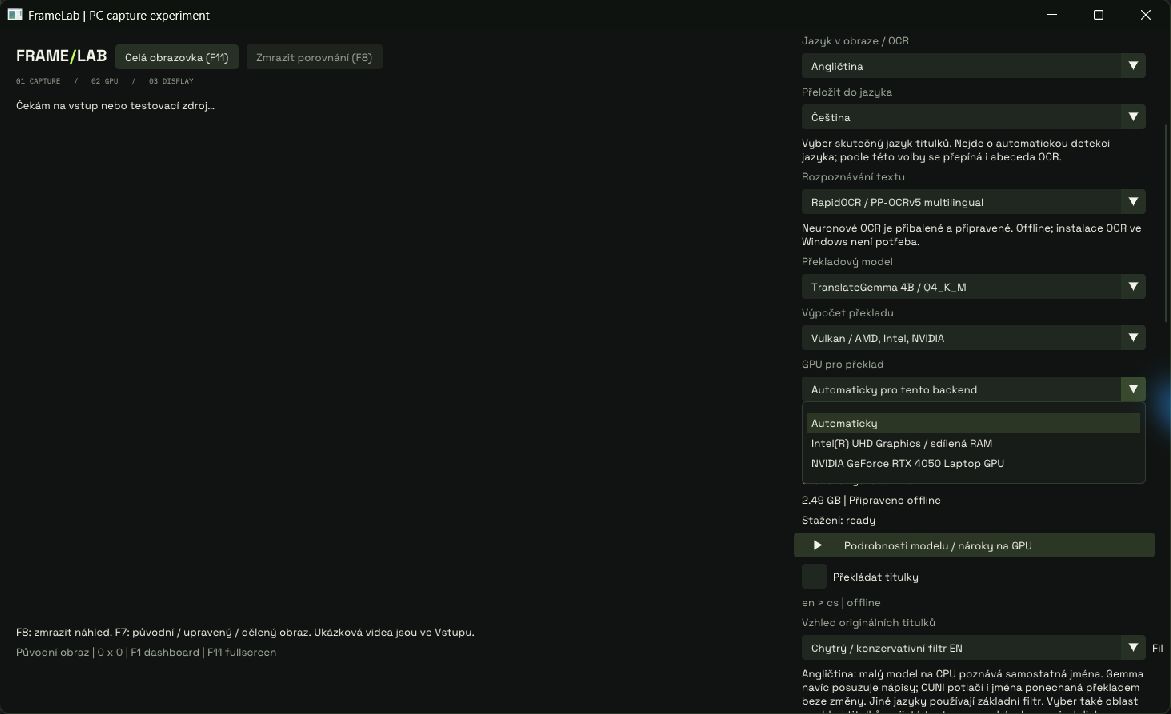 FrameLab | PC capture experiment
FRAME/LAB
Celá obrazovka (F11)
Zmrazit porovnání (F8)
01 CAPTURE / 02 GPU / 03 DISPLAY
Čekám na vstup nebo testovací zdroj...
F8: zmrazit náhled. F7: původní / upravený / dělený obraz. Ukázková videa jsou ve Vstupu.
Původní obraz | 0 x 0 | F1 dashboard | F11 fullscreen
Jazyk v obraze / OCR
Angličtina
Přeložit do jazyka
Čeština
Vyber skutečný jazyk titulků. Nejde o automatickou detekci
jazyka; podle této volby se přepíná i abeceda OCR.
Rozpoznávání textu
RapidOCR / PP-OCRv5 multilingual
Neuronové OCR je přibalené a připravené. Offline; instalace OCR ve
Windows není potřeba.
Překladový model
TranslateGemma 4B / Q4_K_M
Výpočet překladu
Vulkan / AMD, Intel, NVIDIA
GPU pro překlad
Automaticky pro tento backend
Automaticky
Intel(R) UHD Graphics / sdílená RAM
NVIDIA GeForce RTX 4050 Laptop GPU
2.49 GB | Připraveno offline
Stažení: ready
Podrobnosti modelu / nároky na GPU
Překládat titulky
en > cs | offline
Vzhled originálních titulků
Chytrý / konzervativní filtr EN
Fil
Angličtina: malý model na CPU poznává samostatná jména. Gemma
navíc posuzuje nápisy; CUNI potlačí i jména ponechaná překladem
beze změny. Jiné jazyky používají základní filtr. Vyber také oblast